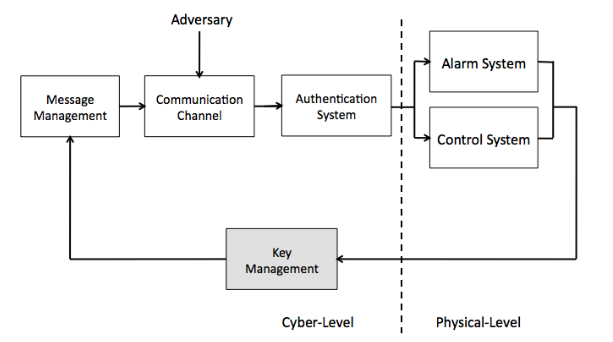 Adversary
Message
Management
Communication
Channel
Authentication
System
Alarm System
Control System
Key
Management
Cyber-Level
Physical-Level